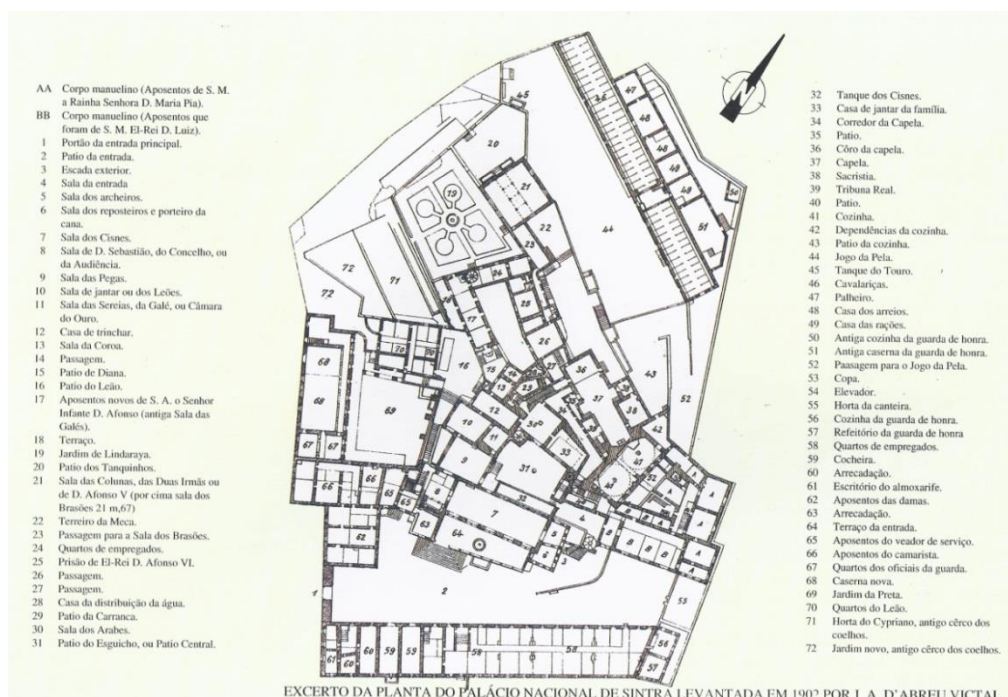 AA Corpo manuelino (Aposentos de S. M.
a Rainha Senhora D. Maria Pia).
BB Corpo manuelino (Aposentos que
foram de S. M. El-Rei D. Luiz).
1 Portão da entrada principal.
2 Patio da entrada.
3 Escada exterior.
4 Sala da entrada
5 Sala dos archeiros.
6 Sala dos reposteiros e porteiro da
cana.
7 Sala dos Cisnes.
8 Sala de D. Sebastião, do Concelho, ou
da Audiência.
9 Sala das Pegas.
10 Sala de jantar ou dos Leões.
11 Sala das Sereias, da Galé, ou Câmara
do Ouro.
12 Casa de trinchar.
13 Sala da Coroa.
14 Passagem.
15 Patio de Diana.
16 Patio do Leão.
17 Aposentos novos de S. A. o Senhor
Infante D. Afonso (antiga Sala das
Galés).
18 Terraço.
19 Jardim de Lindaraya.
20 Patio dos Tanquinhos.
21 Sala das Colunas, das Duas Irmãs ou
de D. Afonso V (por cima sala dos
Brasões 21 m,67)
22 Terreiro da Meca.
23 Passagem para a Sala dos Brasões.
24 Quartos de empregados.
25 Prisão de El-Rei D. Afonso VI.
26 Passagem.
27 Passagem.
28 Casa da distribuição da água.
29 Patio da Carranca.
30 Sala dos Arabes.
31 Patio do Esguicho, ou Patio Central.
32 Tanque dos Cisnes.
33 Casa de jantar da família.
34 Corredor da Capela.
35 Patio.
36 Côro da capela.
37 Capela.
38 Sacristia.
39 Tribuna Real.
40 Patio.
41 Cozinha.
42 Dependências da cozinha.
43 Patio da cozinha.
44 Jogo da Pela.
45 Tanque do Touro.
46 Cavalariças.
47 Palheiro.
48 Casa dos arreios.
49 Casa das rações.
50 Antiga cozinha da guarda de honra.
51 Antiga caserna da guarda de honra.
52 Paasagem para o Jogo da Pela.
53 Copa.
54 Elevador.
55 Horta da canteira.
56 Cozinha da guarda de honra.
57 Refeitório da guarda de honra
58 Quartos de empregados.
59 Cocheira.
60 Arrecadação.
61 Escritório do almoxarife.
62 Aposentos das damas.
63 Arrecadação.
64 Terraço da entrada.
65 Aposentos do veador de serviço.
66 Aposentos do camarista.
67 Quartos dos oficiais da guarda.
68 Caserna nova.
69 Jardim da Preta.
70 Quartos do Leão.
71 Horta do Cypriano, antigo cêrco dos
coelhos.
72 Jardim novo, antigo cêrco dos coelhos.
EXCERTO DA PLANTA DO PALÁCIO NACIONAL DE SINTRA LEVANTADA EM 1902 POR J. A. D'ABREU VICTAL